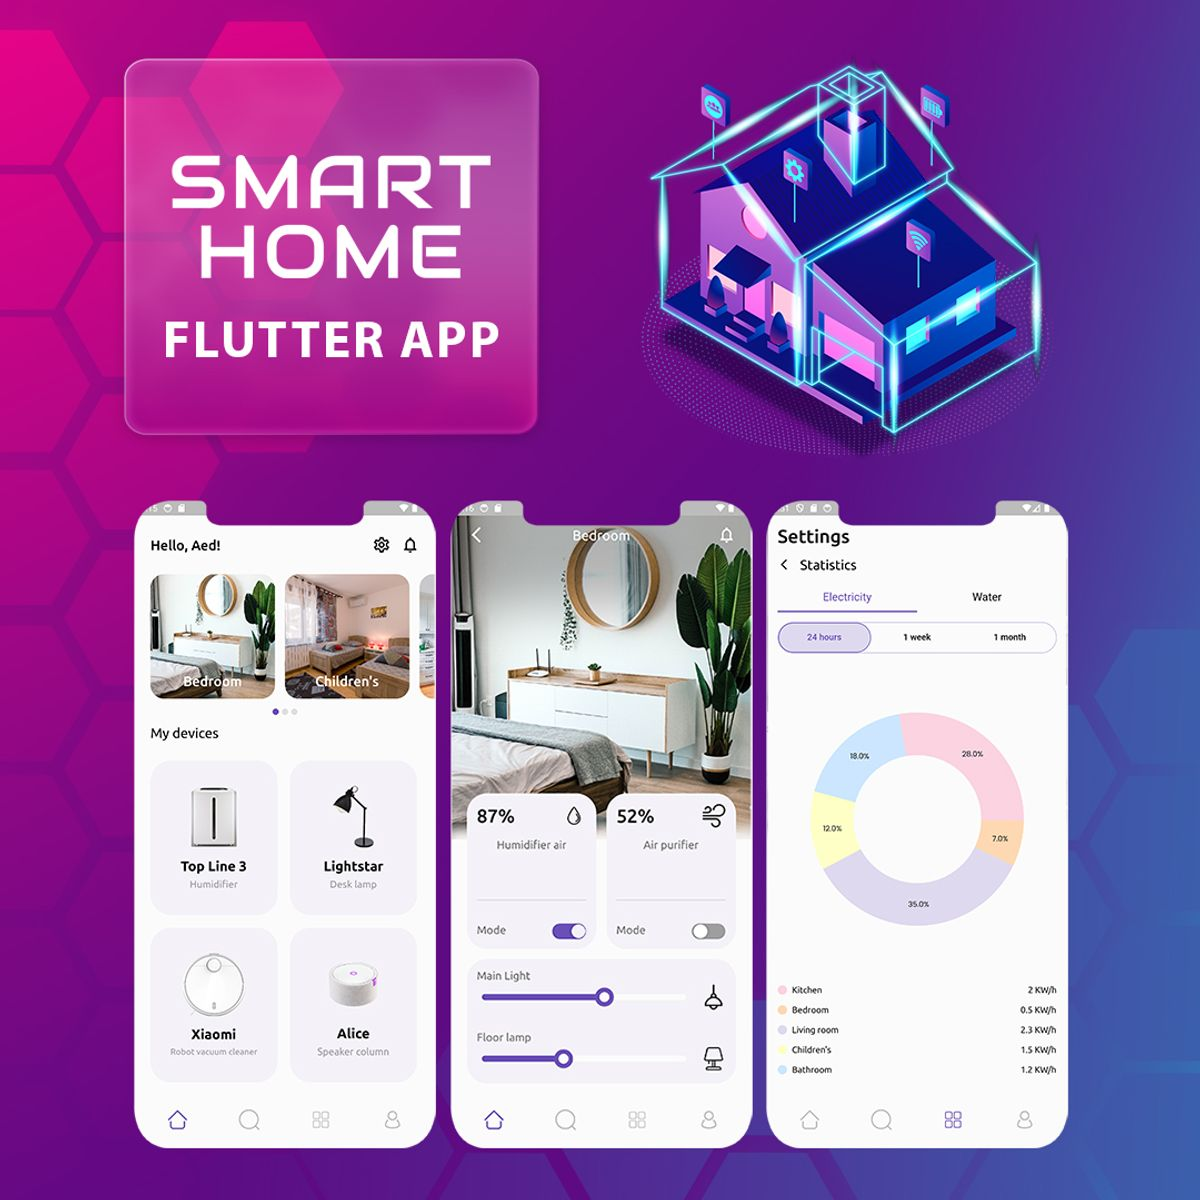 SMART
HOME
FLUTTER APP
Hello, Aed!
Bedroom
Children's
My devices
Top Line 3
Humidifier
Lightstar
Desk lamp
Xiaomi
Robot vacuum cleaner
Alice
Speaker column
Bedroom
87%
Humidifier air
Mode
52%
Air purifier
Mode
Main Light
Floor lamp
Settings
Statistics
Electricity Water
24 hours 1 week 1 month
18.0%
28.0%
12.0%
7.0%
35.0%
Kitchen 2 KW/h
Bedroom 0.5 KW/h
Living room 2.3 KW/h
Children's 1.5 KW/h
Bathroom 1.2 KW/h